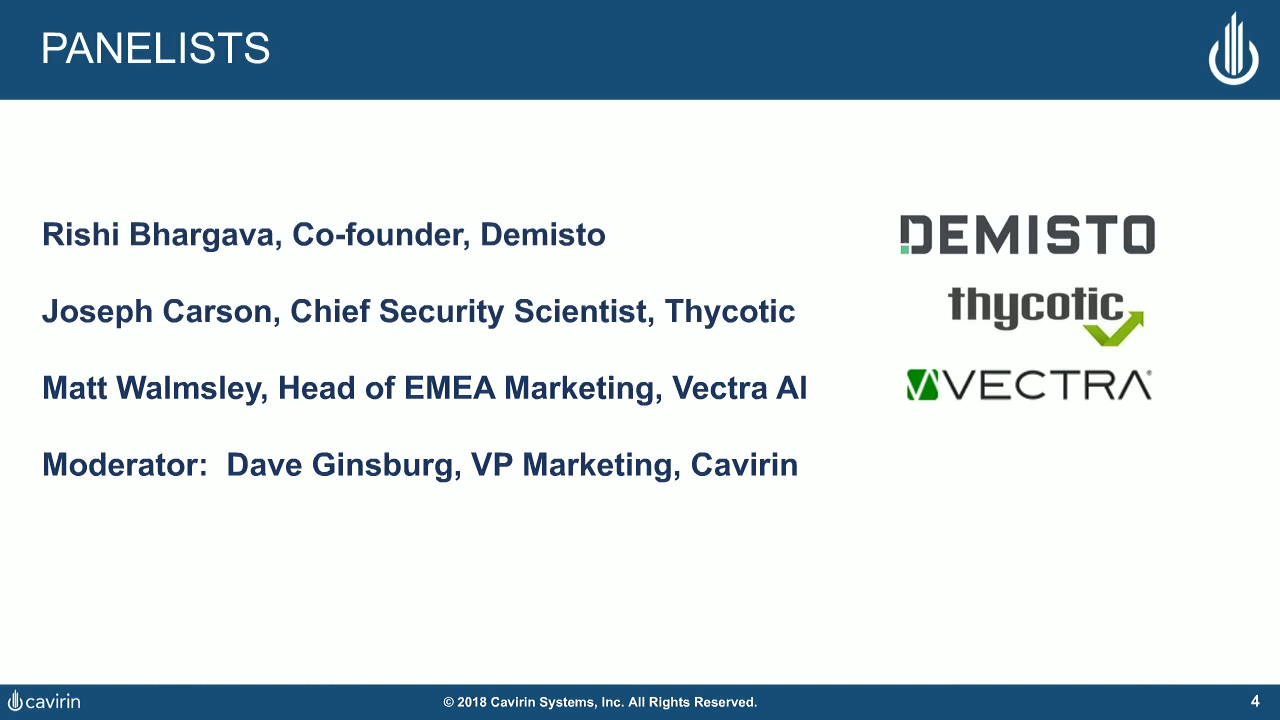 PANELISTS
Rishi Bhargava, Co-founder, Demisto
DEMISTO
Joseph Carson, Chief Security Scientist, Thycotic
thycotic
Matt Walmsley, Head of EMEA Marketing, Vectra AI
VECTRA®
Moderator:  Dave Ginsburg, VP Marketing, Cavirin
cavirin
© 2018 Cavirin Systems, Inc. All Rights Reserved.
4